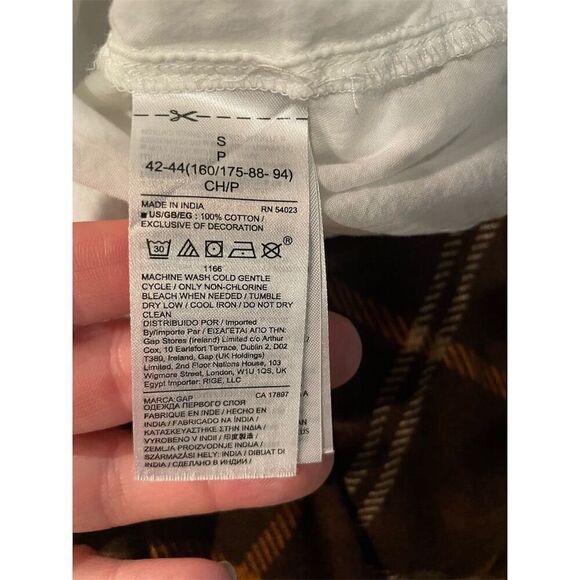 S
P
42-44(160/175-88- 94)
CH/P
MADE IN INDIA RN 54023
US/GB/EG : 100% COTTON /
EXCLUSIVE OF DECORATION
30 ®
1166
MACHINE WASH COLD GENTLE
CYCLE / ONLY NON-CHLORINE
BLEACH WHEN NEEDED / TUMBLE
DRY LOW / COOL IRON / DO NOT DRY
CLEAN
DISTRIBUIDO POR / Imported
By/Importe Par / ΕΙΣΑΓΕΤΑΙ ΑΠΟ ΤΗΝ:
Gap Stores (Ireland) Limited c/o Arthur
Cox, 10 Earlsfort Terrace, Dublin 2, D02
T380, Ireland, Gap (UK Holdings)
Limited, 2nd Floor Nations House, 103
Wigmore Street, London, W1U 1QS, UK
Egypt Importer: RIGE, LLC
MARCA:GAP CA 17897
ОДЕЖДА ПЕРВОГО СЛОЯ
FABRIQUE EN INDE / HECHO EN
INDIA / FABRICADO NA ÍNDIA /
ΚΑΤΑΣΚΕΥΑΣΤΗΚΕ ΣΤΗΝ ΙΝΔΙΑ /
VYROBENO V INDII / 印度製造 /
ZEMLJA PROIZVODNJE INDIJA /
SZÁRMAZÁSI HELY: INDIA / DIBUAT DI
INDIA / СДЕЛАНО В ИНДИИ /